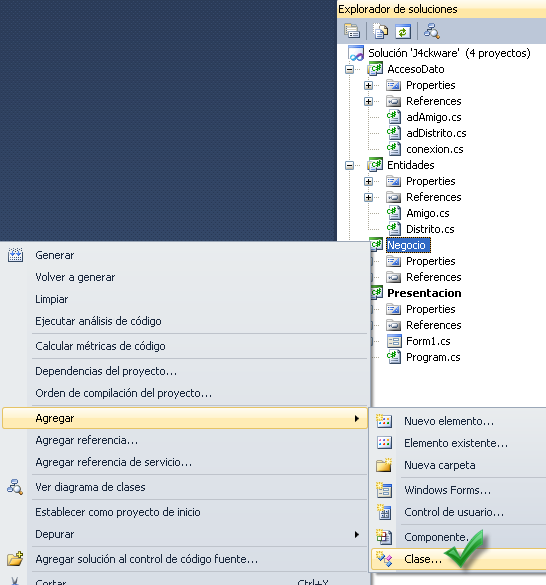 Explorador de soluciones
Solución 'J4ckware' (4 proyectos)
AccesoDato
Properties
References
adAmigo.cs
adDistrito.cs
conexion.cs
Entidades
Properties
References
Amigo.cs
Distrito.cs
Negocio
Properties
References
Presentacion
Properties
References
Form1.cs
Program.cs
Generar
Volver a generar
Limpiar
Ejecutar análisis de código
Calcular métricas de código
Dependencias del proyecto...
Orden de compilación del proyecto...
Agregar
Agregar referencia...
Agregar referencia de servicio...
Ver diagrama de clases
Establecer como proyecto de inicio
Depurar
Agregar solución al control de código fuente...
Cortar Ctrl+X
Nuevo elemento...
Elemento existente...
Nueva carpeta
Windows Forms...
Control de usuario...
Componente...
Clase...